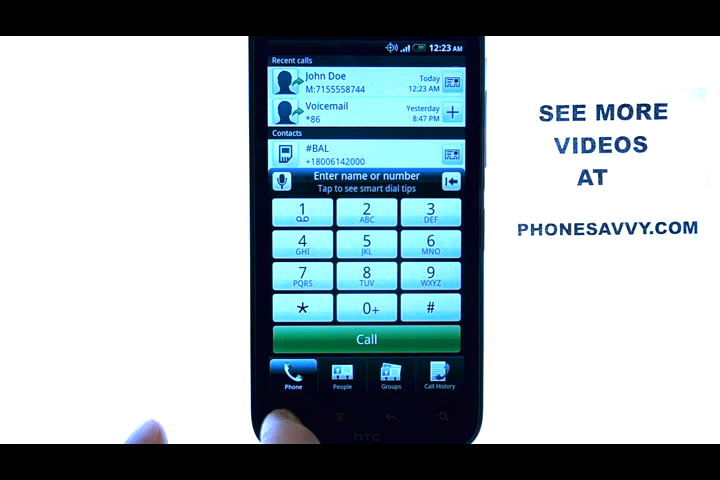 12:23 AM
Recent calls
John Doe
M:7155558744
Today
12:23 AM
Voicemail
*86
Yesterday
8:47 PM
Contacts
#BAL
+18006142000
Enter name or number
Tap to see smart dial tips
1
2 ABC
3 DEF
4 GHI
5 JKL
6 MNO
7 PQRS
8 TUV
9 WXYZ
*
0+
#
Call
Phone
People
Groups
Call History
hTC
SEE MORE
VIDEOS
AT
PHONESAVVY.COM